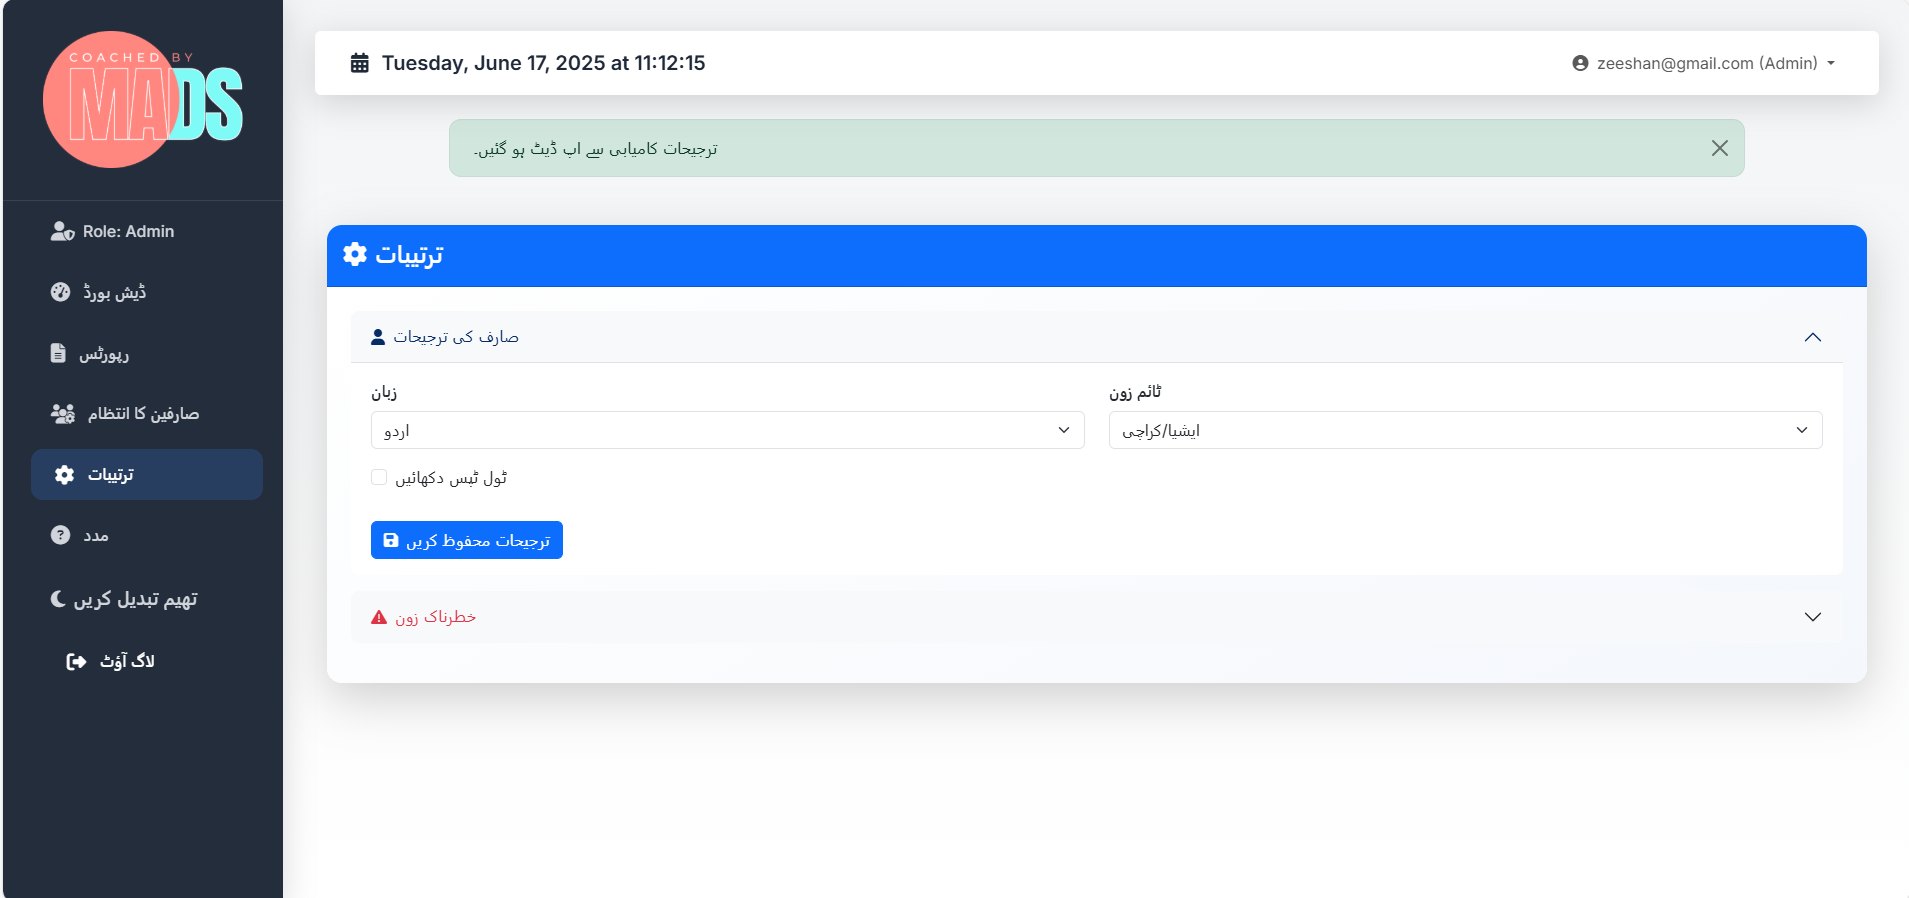 COACHED BY
MADS
Role: Admin
ڈیش بورڈ
رپورٹس
صارفین کا انتظام
ترتیبات
مدد
تھیم تبدیل کریں
لاگ آؤٹ
Tuesday, June 17, 2025 at 11:12:15
zeeshan@gmail.com (Admin)
ترجیحات کامیابی سے اپ ڈیٹ ہو گئیں۔
ترتیبات
صارف کی ترجیحات
زبان
اردو
ٹائم زون
ایشیا/کراچی
ٹول ٹپس دکھائیں
ترجیحات محفوظ کریں
خطرناک زون